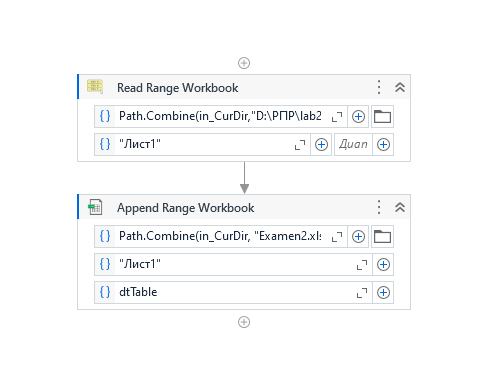 Read Range Workbook
{} Path.Combine(in_CurDir,"D:\РПР\lab2
{} "Лист1" Диап
Append Range Workbook
{} Path.Combine(in_CurDir, "Examen2.xls
{} "Лист1"
{} dtTable